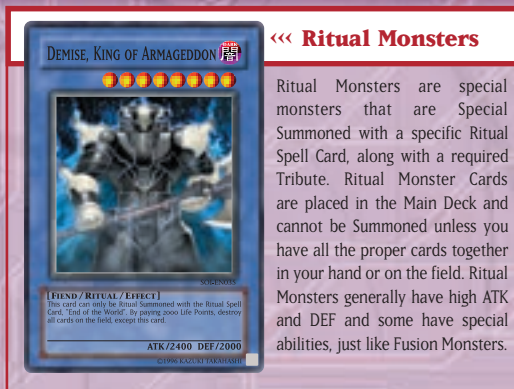 DEMISE, KING OF ARMAGEDDON
DARK
闇
SOI-EN035
[FIEND/RITUAL/EFFECT]
This card can only be Ritual Summoned with the Ritual Spell
Card, "End of the World". By paying 2000 Life Points, destroy
all cards on the field, except this card.
ATK/2400 DEF/2000
©1996 KAZUKI TAKAHASHI
‹‹‹ Ritual Monsters
Ritual Monsters are special
monsters that are Special
Summoned with a specific Ritual
Spell Card, along with a required
Tribute. Ritual Monster Cards
are placed in the Main Deck and
cannot be Summoned unless you
have all the proper cards together
in your hand or on the field. Ritual
Monsters generally have high ATK
and DEF and some have special
abilities, just like Fusion Monsters.